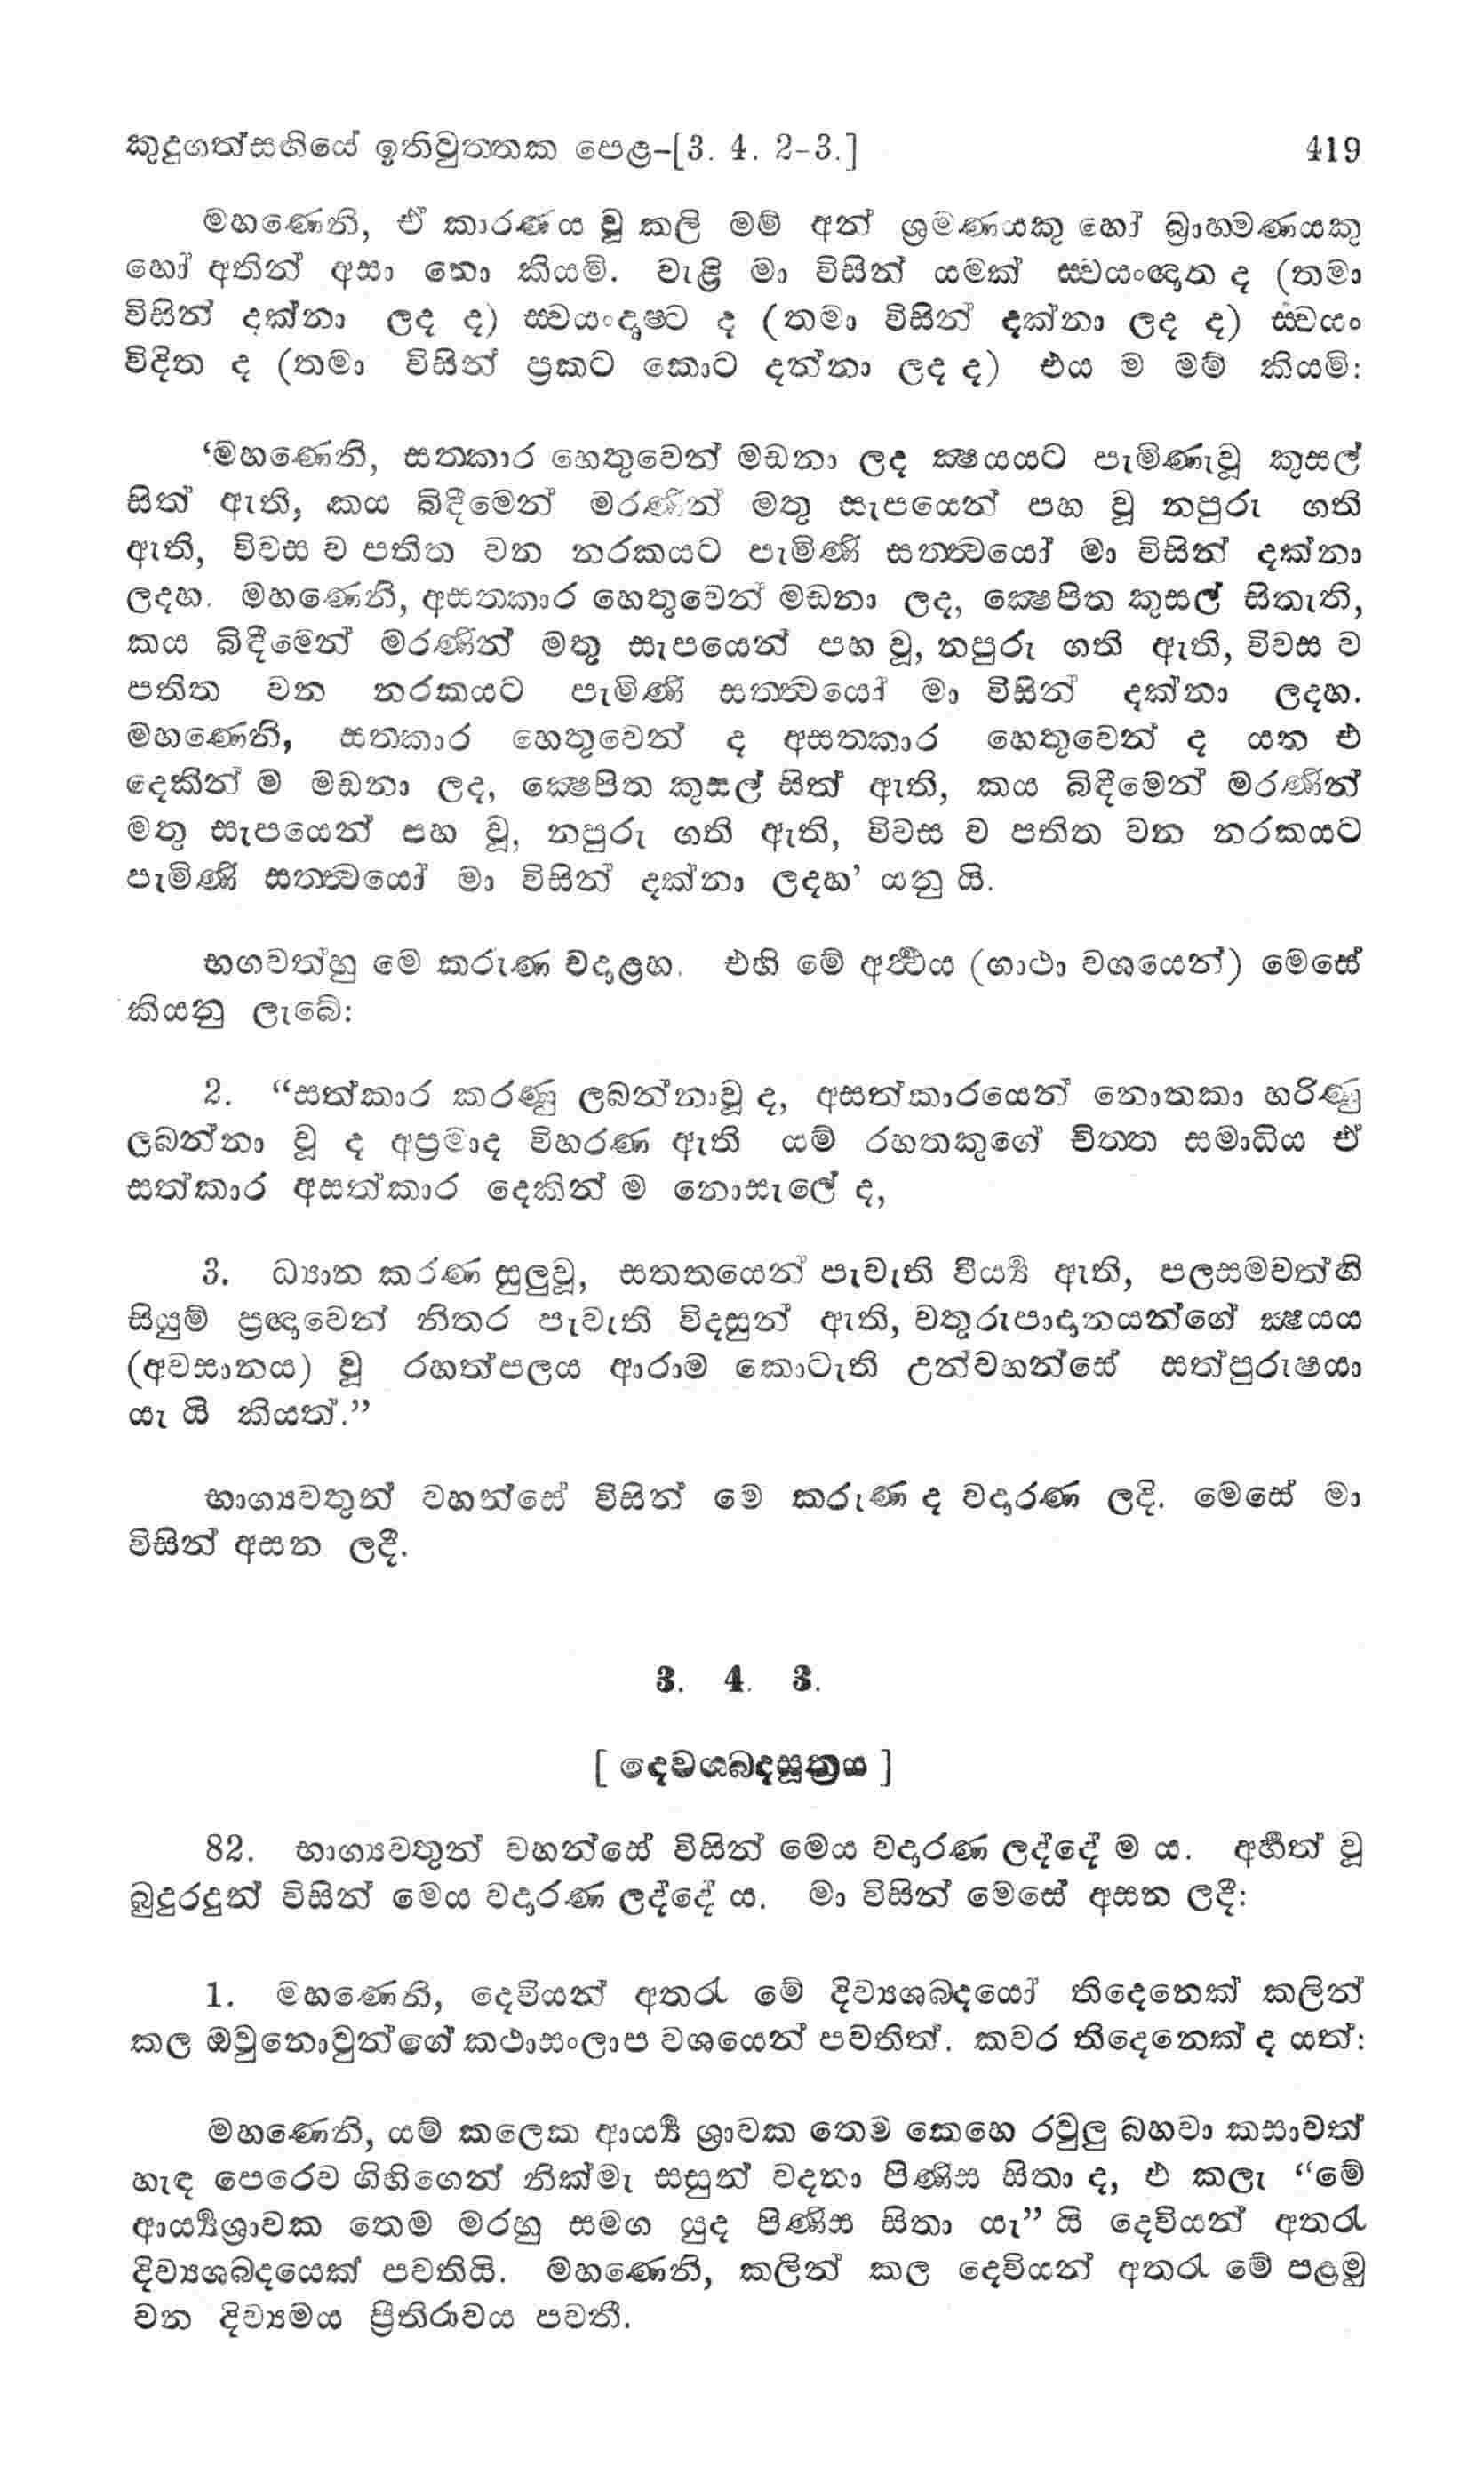 කුදුගත්සඟියේ ඉතිවුත්තක පෙළ–[3. 4. 2–3.] 419
මහණෙනි, ඒ කාරණය වූ කලි මම් අන් ශ්‍රමණයකු හෝ බ්‍රාහ්මණයකු
හෝ අතින් අසා නො කියමි. වැළි මා විසින් යමක් ස්වයංඥාත ද (තමා
විසින් දක්නා ලද ද) ස්වයංදෘෂ්ට ද (තමා විසින් දක්නා ලද ද) ස්වයං
විදිත ද (තමා විසින් ප්‍රකට කොට දන්නා ලද ද) එය ම මම් කියමි:
‘මහණෙනි, සත්කාර හෙතුවෙන් මඩනා ලද ක්‍ෂයයට පැමිණැවූ කුසල්
සිත් ඇති, කය බිඳීමෙන් මරණින් මතු සැපයෙන් පහ වූ නපුරු ගති
ඇති, විවස ව පතිත වන නරකයට පැමිණි සත්ත්‍වයෝ මා විසින් දක්නා
ලදහ. මහණෙනි, අසත්කාර හෙතුවෙන් මඩනා ලද, ක්‍ෂෙපිත කුසල් සිතැති,
කය බිඳීමෙන් මරණින් මතු සැපයෙන් පහ වූ, නපුරු ගති ඇති, විවස ව
පතිත වන නරකයට පැමිණි සත්ත්‍වයෝ මා විසින් දක්නා ලදහ.
මහණෙනි, සත්කාර හෙතුවෙන් ද අසත්කාර හෙතුවෙන් ද යන එ
දෙකින් ම මඩනා ලද, ක්‍ෂෙපිත කුසල් සිත් ඇති, කය බිඳීමෙන් මරණින්
මතු සැපයෙන් පහ වූ, නපුරු ගති ඇති, විවස ව පතිත වන නරකයට
පැමිණි සත්ත්‍වයෝ මා විසින් දක්නා ලදහ’ යනු යි.
භගවත්හු මෙ කරුණ වදාළහ. එහි මේ අර්‍ථය (ගාථා වශයෙන්) මෙසේ
කියනු ලැබේ:
2. “සත්කාර කරණු ලබන්නාවූ ද, අසත්කාරයෙන් නොතකා හරිණු
ලබන්නා වූ ද අප්‍රමාද විහරණ ඇති යම් රහතකුගේ චිත්ත සමාධිය ඒ
සත්කාර අසත්කාර දෙකින් ම නොසැලේ ද,
3. ධ්‍යාන කරණ සුලුවූ, සතතයෙන් පැවැති වීර්‍ය්‍ය ඇති, පලසමවත්හි
සියුම් ප්‍රඥාවෙන් නිතර පැවැති විදසුන් ඇති, චතුරුපාදානයන්ගේ ක්‍ෂයය
(අවසානය) වූ රහත්පලය ආරාම කොටැති උන්වහන්සේ සත්පුරුෂයා
යැ යි කියත්.”
භාග්‍යවතුන් වහන්සේ විසින් මෙ කරුණ ද වදාරණ ලදි. මෙසේ මා
විසින් අසන ලදී.
3. 4. 3.
[ දෙවශබ්දසූත්‍රය ]
82. භාග්‍යවතුන් වහන්සේ විසින් මෙය වදාරණ ලද්දේ ම ය. අර්‍හත් වූ
බුදුරදුන් විසින් මෙය වදාරණ ලද්දේ ය. මා විසින් මෙසේ අසන ලදී:
1. මහණෙනි, දෙවියන් අතරැ මේ දිව්‍යශබ්දයෝ තිදෙනෙක් කලින්
කල ඔවුනොවුන්ගේ කථාසංලාප වශයෙන් පවතිත්. කවර තිදෙනෙක් ද යත්:
මහණෙනි, යම් කලෙක ආර්‍ය්‍ය ශ්‍රාවක තෙම කෙහෙ රවුලු බහවා කසාවත්
හැඳ පෙරෙව ගිහිගෙන් නික්මැ සසුන් වදනා පිණිස සිතා ද, එ කලැ “මේ
ආර්‍ය්‍යශ්‍රාවක තෙම මරහු සමග යුද පිණිස සිතා යැ” යි දෙවියන් අතරැ
දිව්‍යශබ්දයෙක් පවතියි. මහණෙනි, කලින් කල දෙවියන් අතරැ මේ පළමු
වන දිව්‍යමය ප්‍රීතිරාවය පවතී.